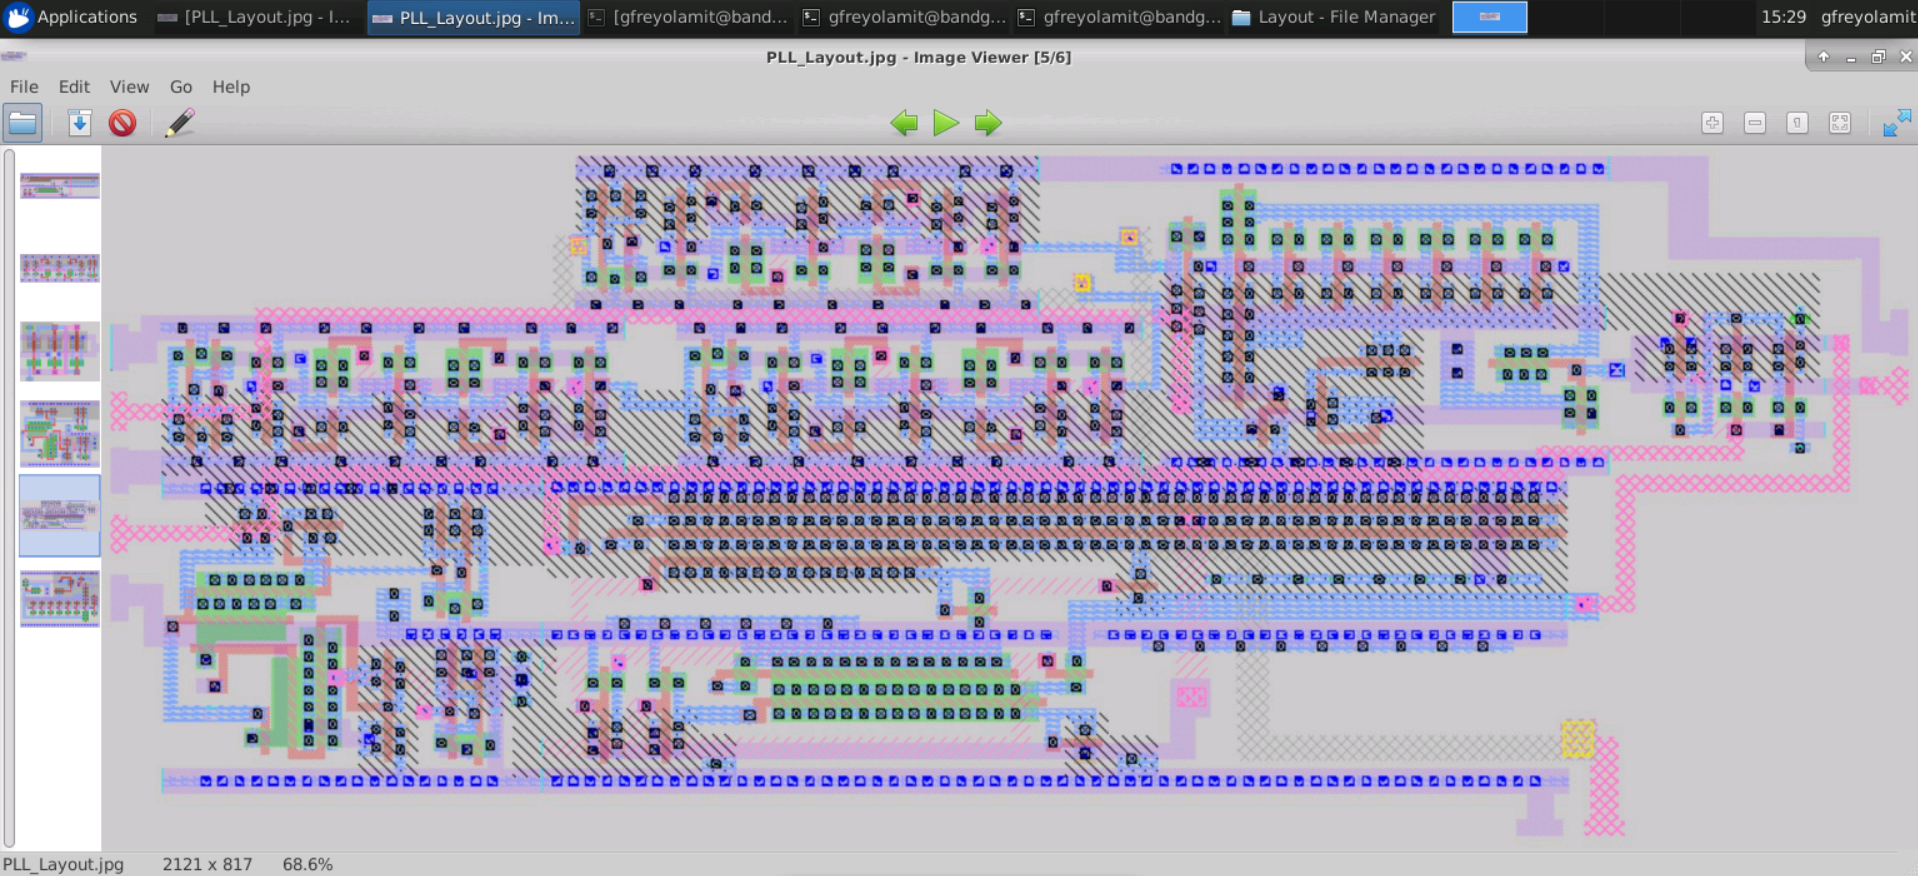 Applications [PLL_Layout.jpg - I... PLL_Layout.jpg - Im... [gfreyolamit@band... gfreyolamit@bandg... gfreyolamit@bandg... Layout - File Manager 15:29 gfreyolamit
PLL_Layout.jpg - Image Viewer [5/6]
File Edit View Go Help
PLL_Layout.jpg 2121 x 817 68.6%